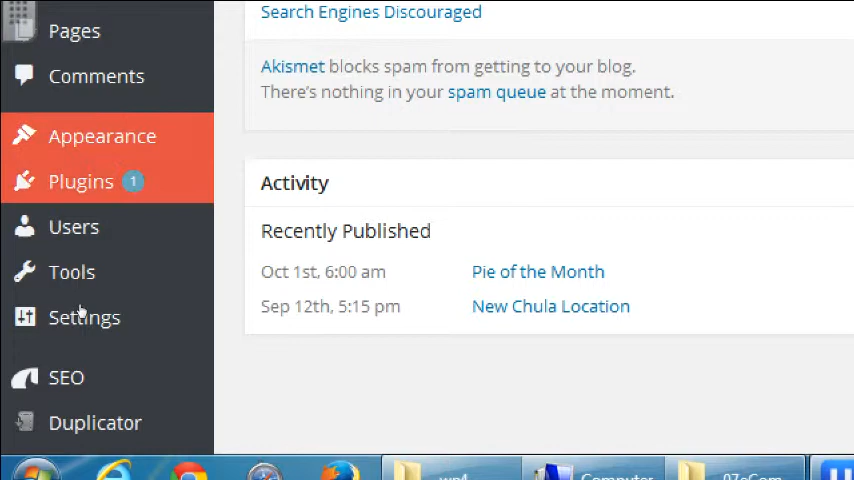 Pages
Comments
Appearance
Plugins 1
Users
Tools
Settings
SEO
Duplicator
Search Engines Discouraged
Akismet blocks spam from getting to your blog.
There's nothing in your spam queue at the moment.
Activity
Recently Published
Oct 1st, 6:00 am Pie of the Month
Sep 12th, 5:15 pm New Chula Location
wp4
Computer